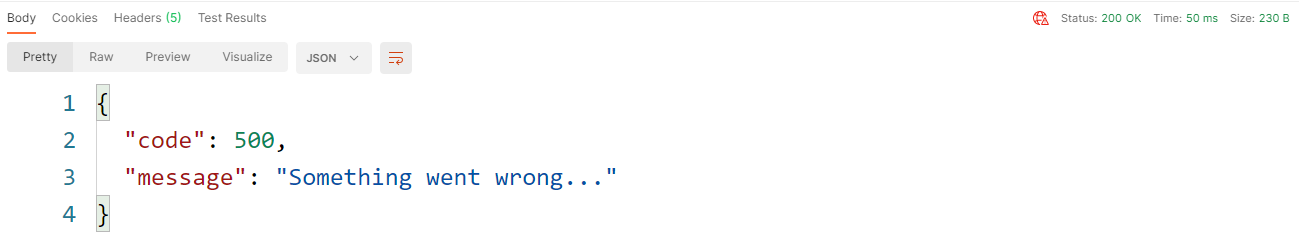 Body Cookies Headers (5) Test Results Status: 200 OK Time: 50 ms Size: 230 B
Pretty Raw Preview Visualize JSON
1 {
2 "code": 500,
3 "message": "Something went wrong..."
4 }